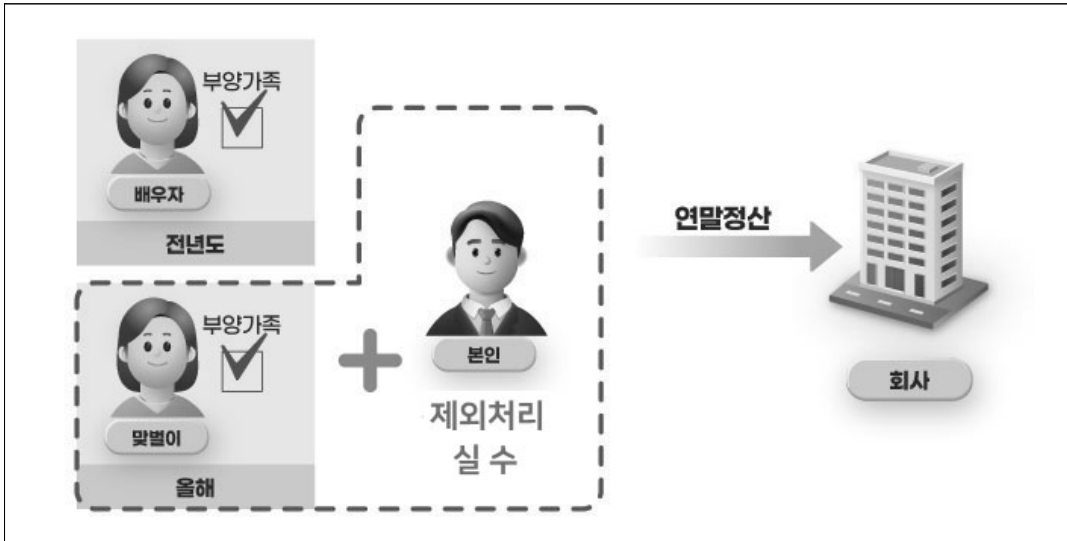 부양가족
배우자
전년도
부양가족
맞벌이
올해
본인
제외처리
실 수
연말정산
회사